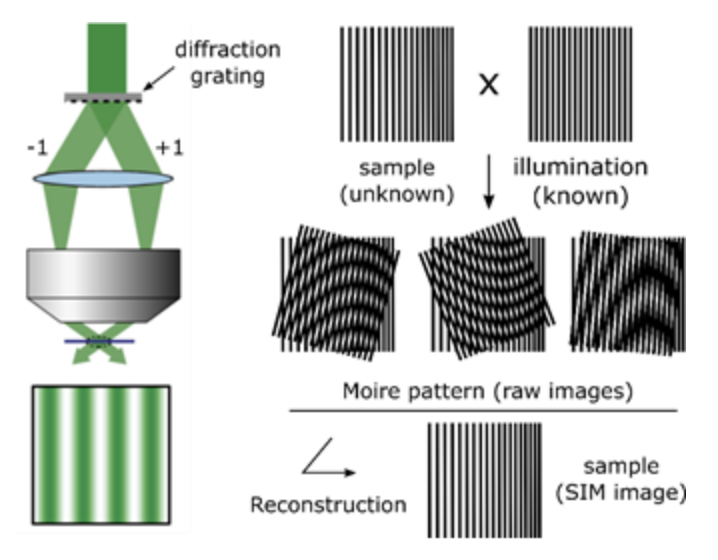 diffraction
grating
-1
+1
sample
(unknown)
x
illumination
(known)
Moire pattern (raw images)
Reconstruction
sample
(SIM image)